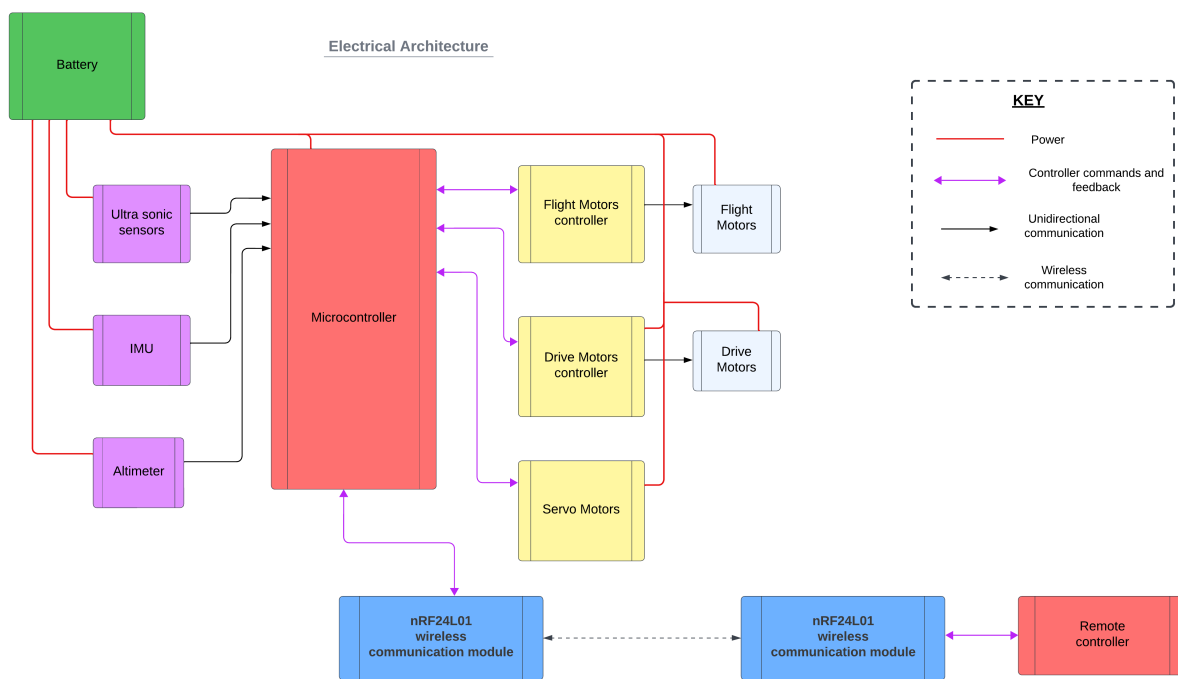 Electrical Architecture
Battery
KEY
Power
Controller commands and
feedback
Unidirectional
communication
Wireless
communication
Ultra sonic
sensors
IMU
Altimeter
Microcontroller
Flight Motors
controller
Flight
Motors
Drive Motors
controller
Drive
Motors
Servo Motors
nRF24L01
wireless
communication module
nRF24L01
wireless
communication module
Remote
controller